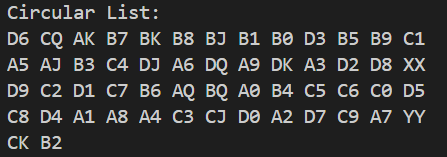 Circular List:
D6 CQ AK B7 BK B8 BJ B1 B0 D3 B5 B9 C1
A5 AJ B3 C4 DJ A6 DQ A9 DK A3 D2 D8 XX
D9 C2 D1 C7 B6 AQ BQ A0 B4 C5 C6 C0 D5
C8 D4 A1 A8 A4 C3 CJ D0 A2 D7 C9 A7 YY
CK B2